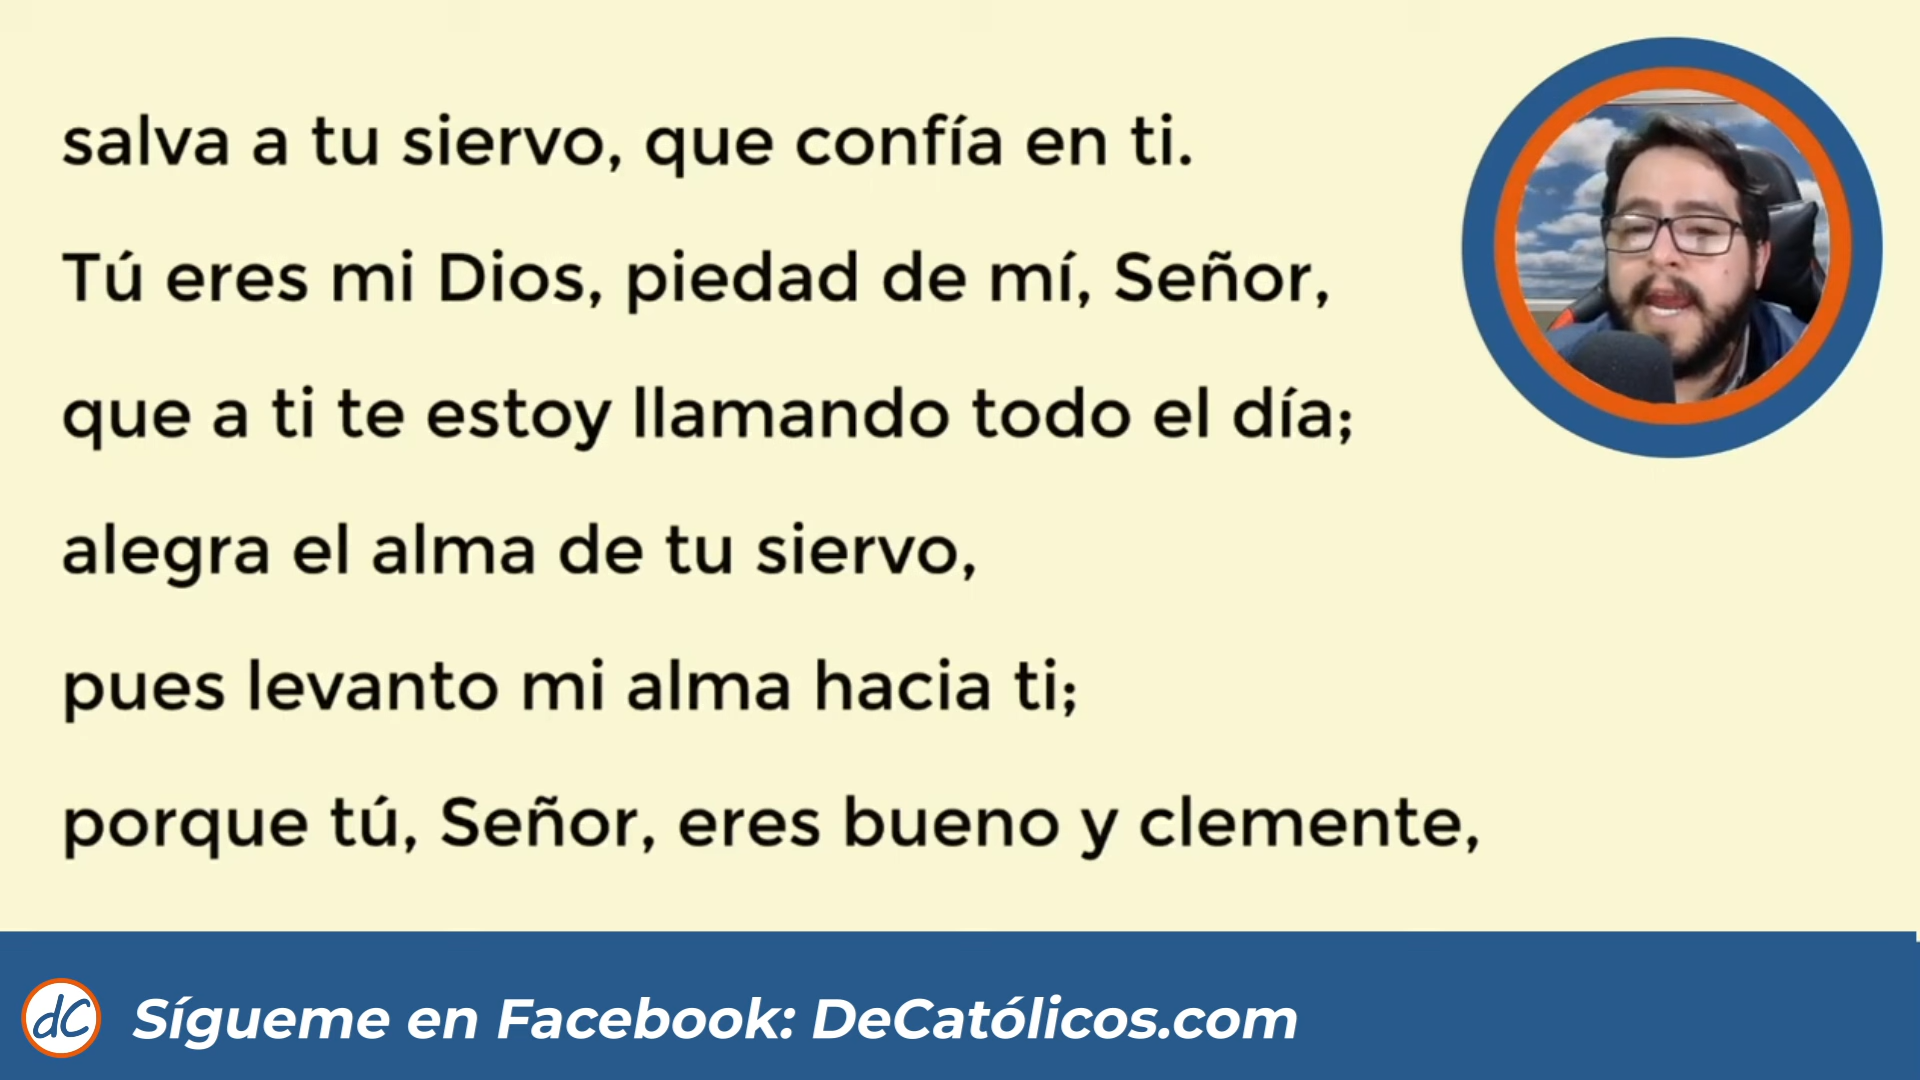 salva a tu siervo, que confía en ti.
Tú eres mi Dios, piedad de mí, Señor,
que a ti te estoy llamando todo el día;
alegra el alma de tu siervo,
pues levanto mi alma hacia ti;
porque tú, Señor, eres bueno y clemente,
dC Sígueme en Facebook: DeCatólicos.com